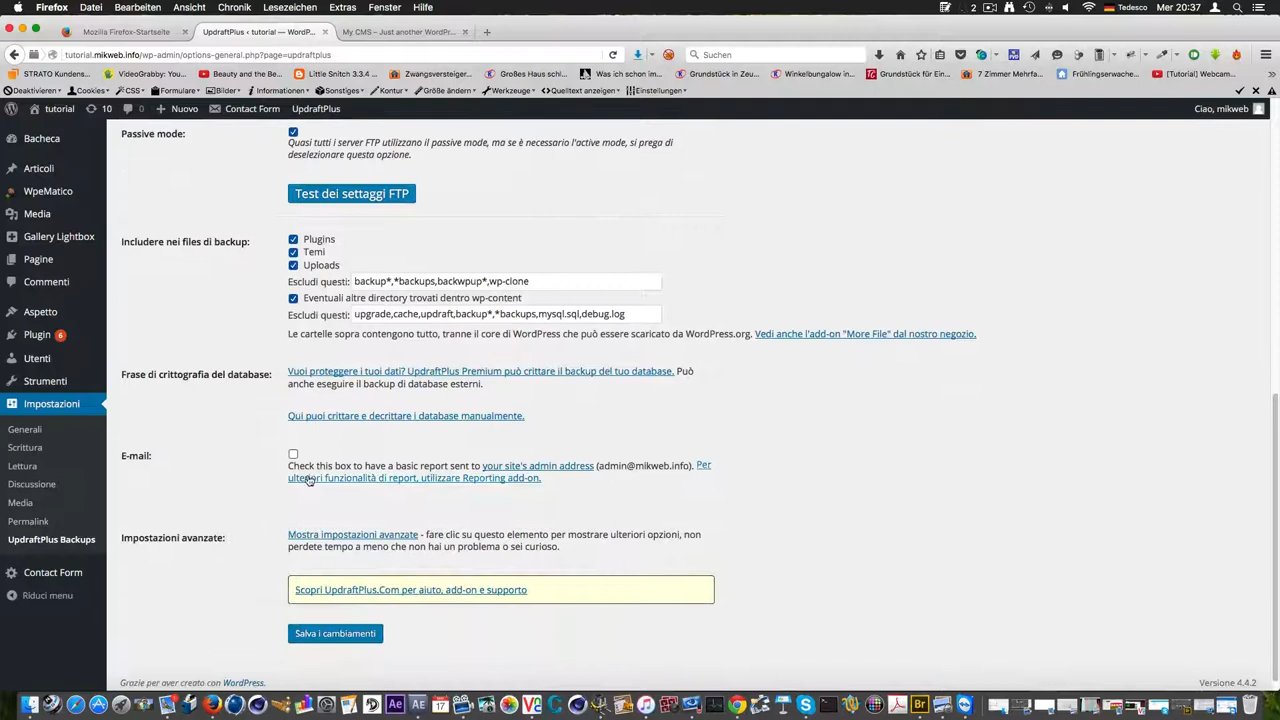 Firefox Datei Bearbeiten Ansicht Chronik Lesezeichen Extras Fenster Hilfe Tedesco Mer 20:37
Mozilla Firefox-Startseite UpdraftPlus ‹ tutorial — WordP... My CMS – Just another WordPr...
tutorial.mikweb.info/wp-admin/options-general.php?page=updraftplus Suchen
STRATO Kundens... VideoGrabby: You... Beauty and the Be... Little Snitch 3.3.4 Zwangsversteigerg... Großes Haus schl... Was ich schon im... Grundstück in Zeu... Winkelbungalow in... Grundstück für ein... 7 Zimmer Mehrfa... Frühlingserwache... [Tutorial] Webcam...
Deaktivieren Cookies CSS Formulare Bilder Informationen Sonstiges Kontur Größe ändern Werkzeuge Quelltext anzeigen Einstellungen
tutorial 10 0 Nuovo Contact Form UpdraftPlus Ciao, mikweb
Bacheca
Articoli
WpeMatico
Media
Gallery Lightbox
Pagine
Commenti
Aspetto
Plugin 6
Utenti
Strumenti
Impostazioni
Generali
Scrittura
Lettura
Discussione
Media
Permalink
UpdraftPlus Backups
Contact Form
Riduci menu
Passive mode:
Quasi tutti i server FTP utilizzano il passive mode, ma se è necessario l'active mode, si prega di
deselezionare questa opzione.
Test dei settaggi FTP
Includere nei files di backup:
Plugins
Temi
Uploads
Escludi questi: backup*,*backups,backwpup*,wp-clone
Eventuali altre directory trovati dentro wp-content
Escludi questi: upgrade,cache,updraft,backup*,*backups,mysql.sql,debug.log
Le cartelle sopra contengono tutto, tranne il core di WordPress che può essere scaricato da WordPress.org. Vedi anche l'add-on "More File" dal nostro negozio.
Frase di crittografia del database:
Vuoi proteggere i tuoi dati? UpdraftPlus Premium può crittare il backup del tuo database. Può
anche eseguire il backup di database esterni.
Qui puoi crittare e decrittare i database manualmente.
E-mail:
Check this box to have a basic report sent to your site's admin address (admin@mikweb.info). Per
ulteriori funzionalità di report, utilizzare Reporting add-on.
Impostazioni avanzate:
Mostra impostazioni avanzate - fare clic su questo elemento per mostrare ulteriori opzioni, non
perdete tempo a meno che non hai un problema o sei curioso.
Scopri UpdraftPlus.Com per aiuto, add-on e supporto
Salva i cambiamenti
Grazie per aver creato con WordPress.
Versione 4.4.2
Ae AE Br